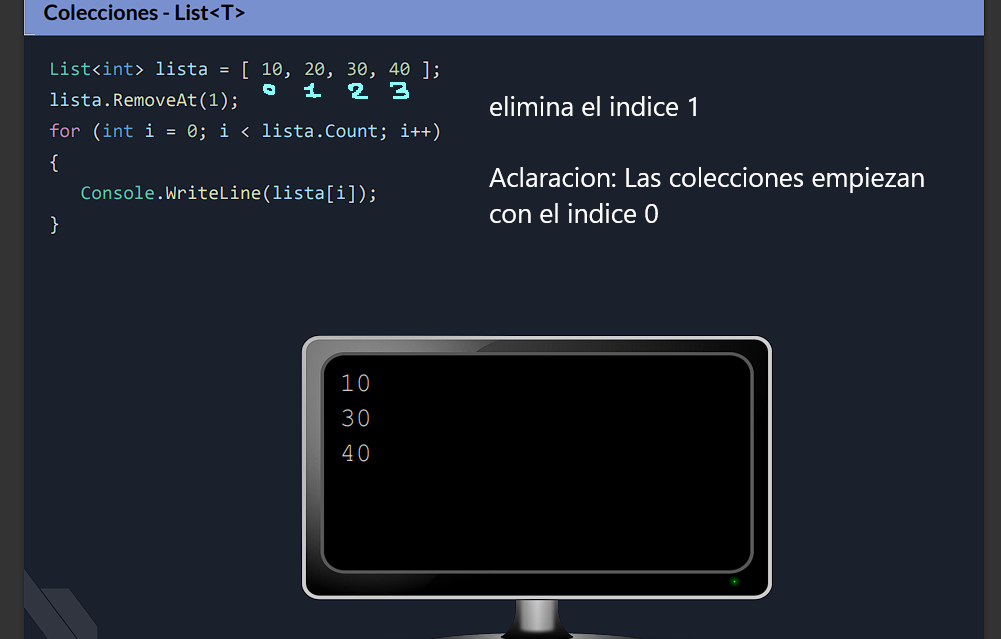 Colecciones - List<T>
List<int> lista = [ 10, 20, 30, 40 ];
0 1 2 3
lista.RemoveAt(1);
for (int i = 0; i < lista.Count; i++)
{
Console.WriteLine(lista[i]);
}
elimina el indice 1
Aclaracion: Las colecciones empiezan
con el indice 0
10
30
40